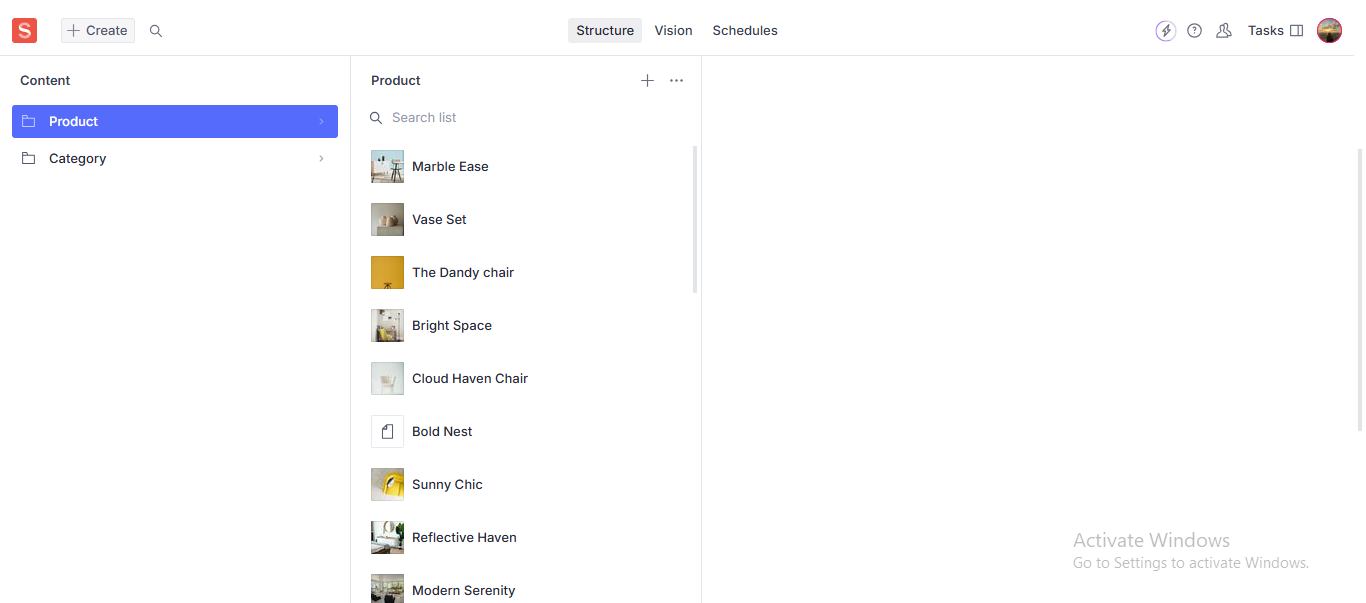 S
Create
Structure
Vision
Schedules
Tasks
Content
Product
Category
Product
Search list
Marble Ease
Vase Set
The Dandy chair
Bright Space
Cloud Haven Chair
Bold Nest
Sunny Chic
Reflective Haven
Modern Serenity
Activate Windows
Go to Settings to activate Windows.